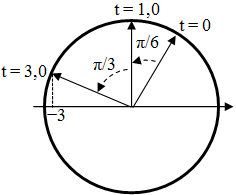 t = 1,0
t = 0
π/6
t = 3,0
π/3
−3